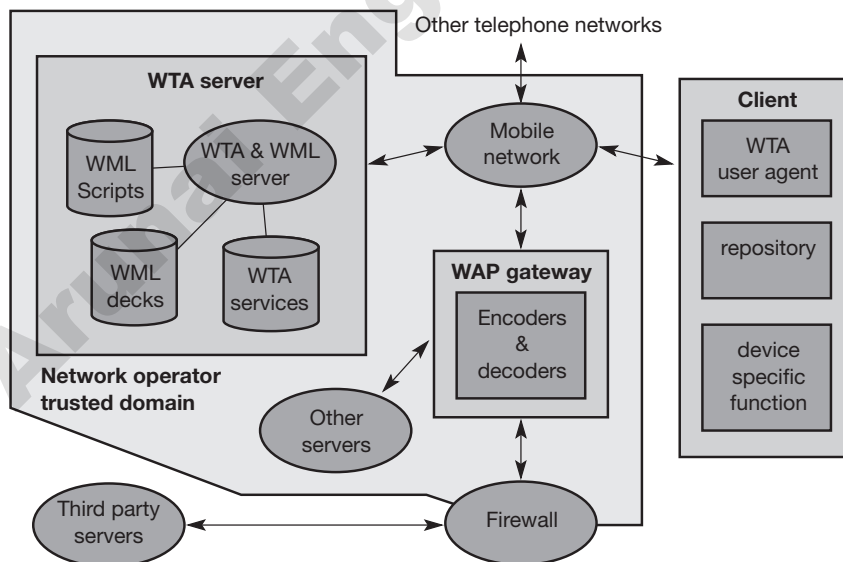 Other telephone networks
WTA server
WML
Scripts
WTA & WML
server
WML
decks
WTA
services
Network operator
trusted domain
Mobile
network
WAP gateway
Encoders
&
decoders
Other
servers
Third party
servers
Firewall
Client
WTA
user agent
repository
device
specific
function
Arunai Eng